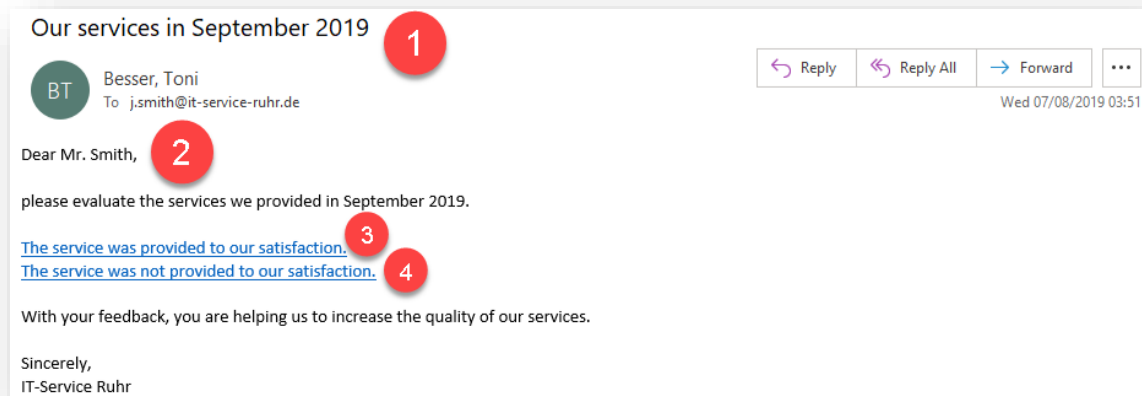 Our services in September 2019
1
BT
Besser, Toni
To j.smith@it-service-ruhr.de
Reply
Reply All
Forward
...
Wed 07/08/2019 03:51
Dear Mr. Smith,
2
please evaluate the services we provided in September 2019.
The service was provided to our satisfaction.
3
The service was not provided to our satisfaction.
4
With your feedback, you are helping us to increase the quality of our services.
Sincerely,
IT-Service Ruhr